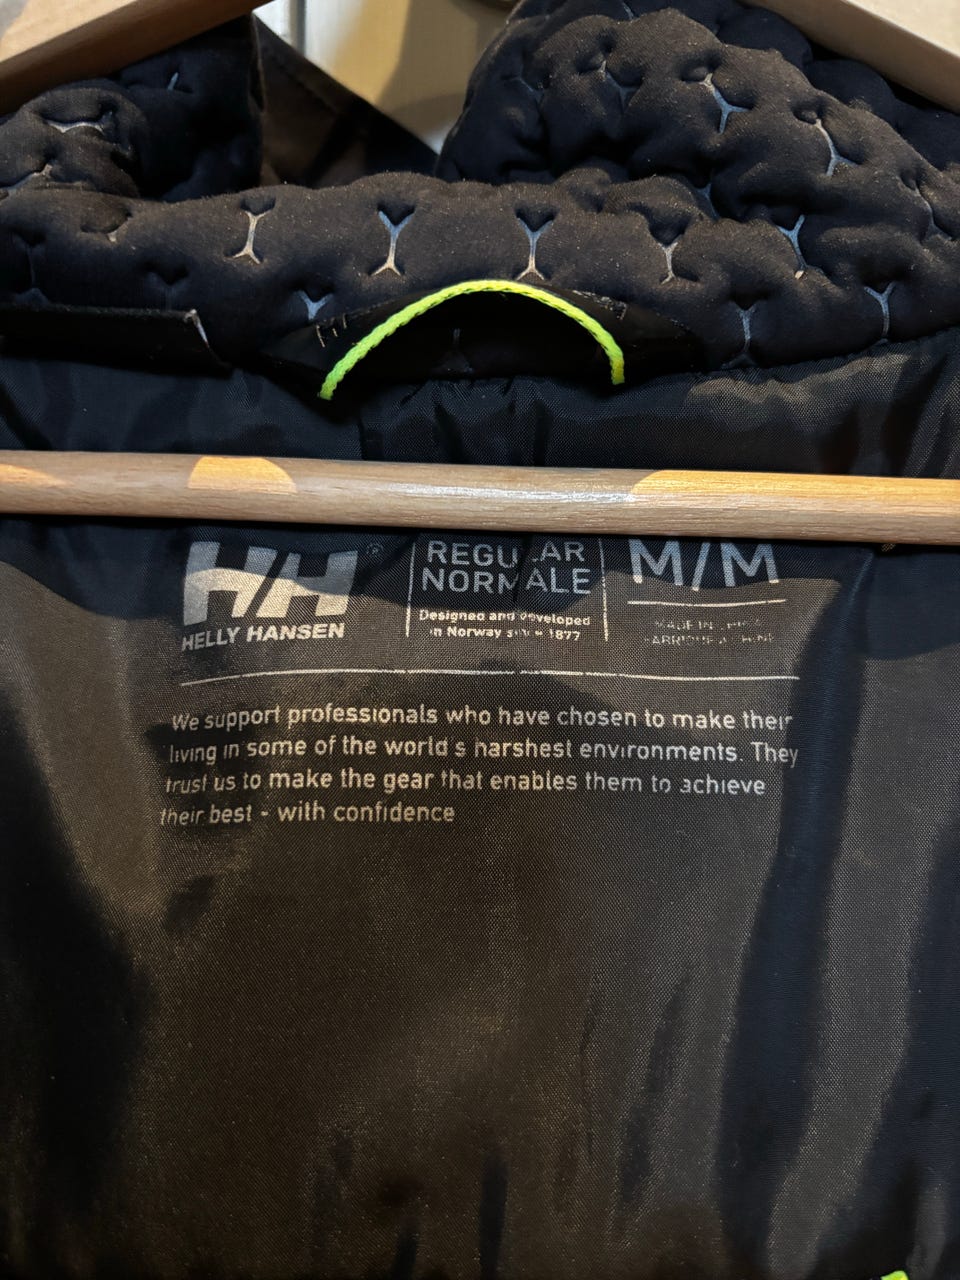 HH®
HELLY HANSEN
REGULAR
NORMALE
Designed and developed
in Norway since 1877
M/M
MADE IN
We support professionals who have chosen to make their
living in some of the world's harshest environments. They
trust us to make the gear that enables them to achieve
their best - with confidence